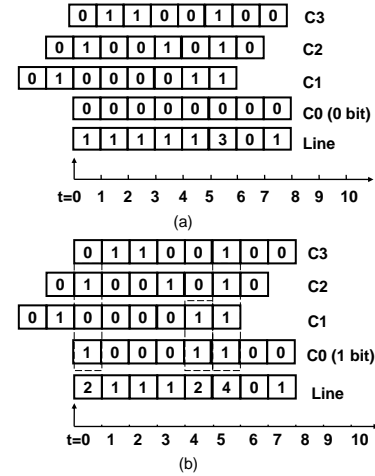 0 1 1 0 0 1 0 0 C3
0 1 0 0 1 0 1 0 C2
0 1 0 0 0 0 1 1 C1
0 0 0 0 0 0 0 0 C0 (0 bit)
1 1 1 1 1 3 0 1 Line
t=0 1 2 3 4 5 6 7 8 9 10
(a)
0 1 1 0 0 1 0 0 C3
0 1 0 0 1 0 1 0 C2
0 1 0 0 0 0 1 1 C1
1 0 0 0 1 1 0 0 C0 (1 bit)
2 1 1 1 2 4 0 1 Line
t=0 1 2 3 4 5 6 7 8 9 10
(b)